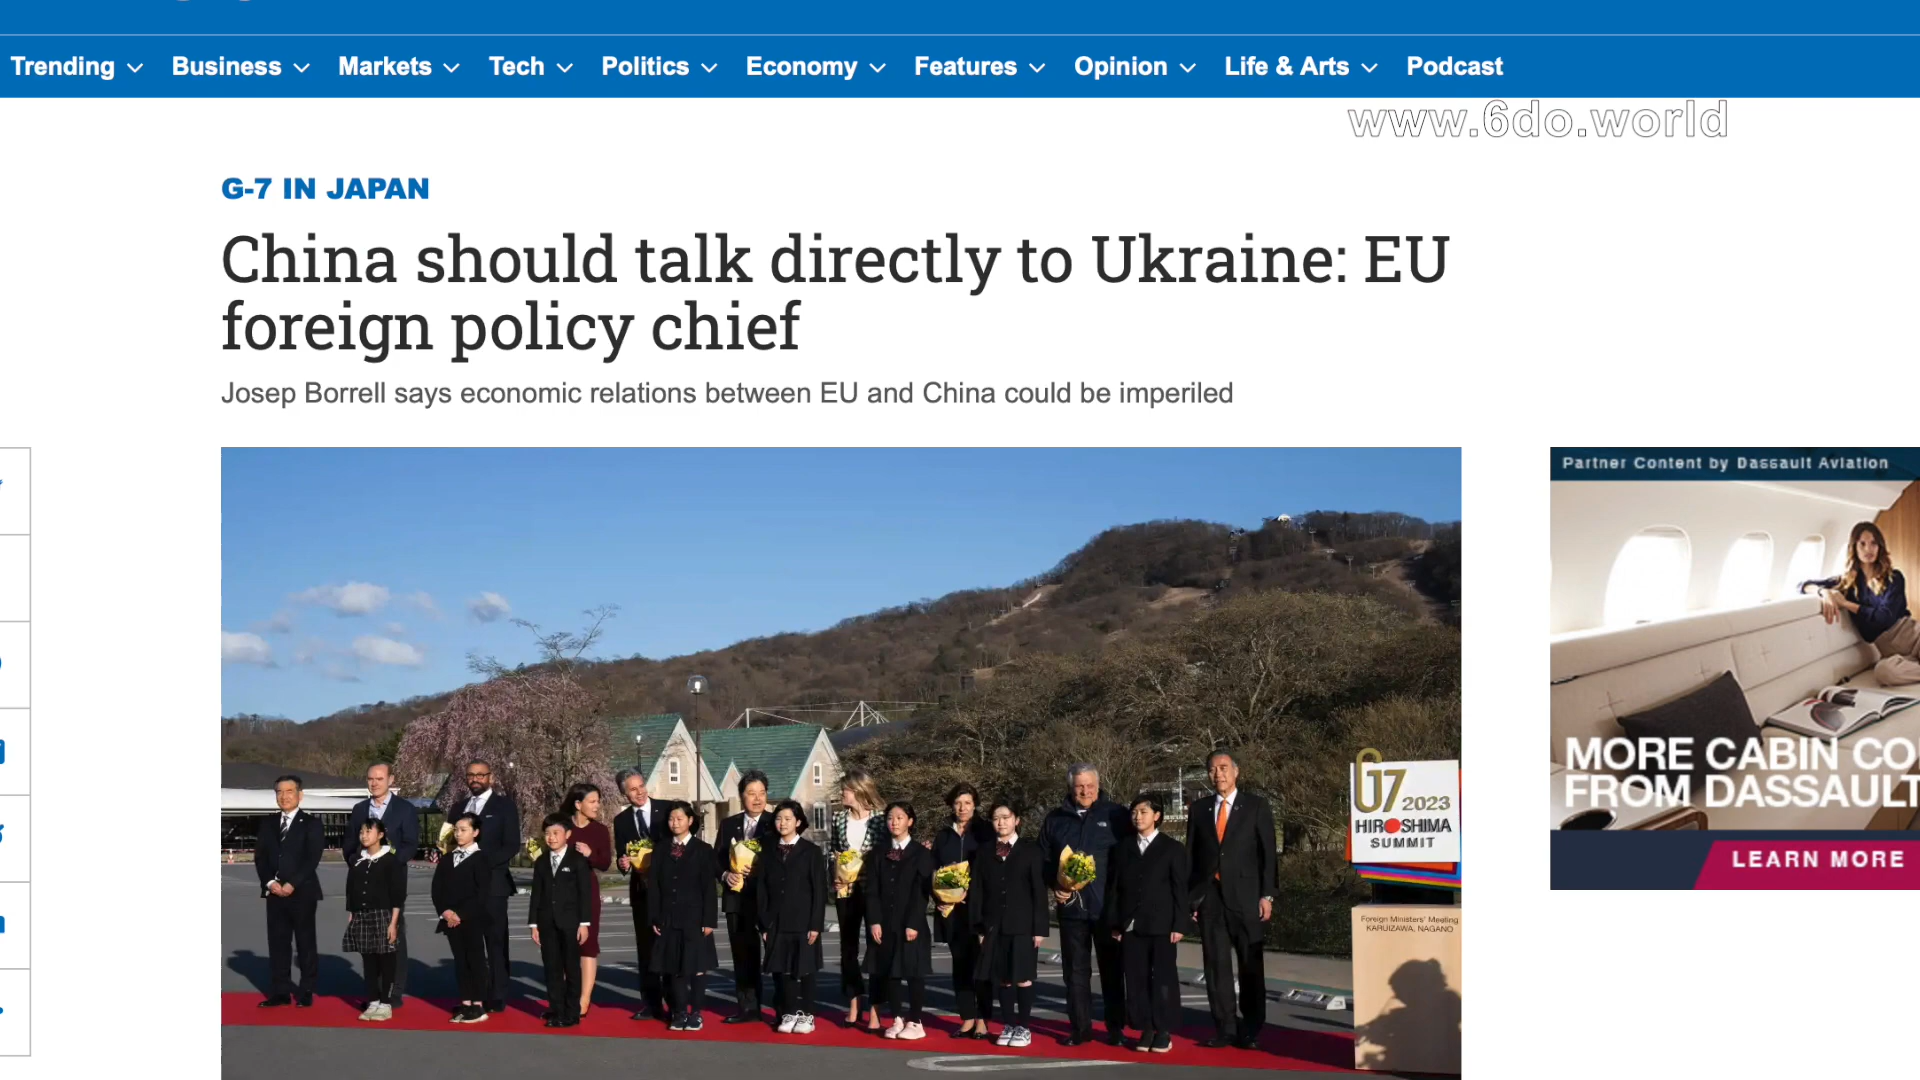 Trending Business Markets Tech Politics Economy Features Opinion Life & Arts Podcast
www.6do.world
G-7 IN JAPAN
China should talk directly to Ukraine: EU
foreign policy chief
Josep Borrell says economic relations between EU and China could be imperiled
Partner Content by Dassault Aviation
MORE CABIN CO
FROM DASSAULT
LEARN MORE
G7 2023
HIROSHIMA
SUMMIT
Foreign Ministers' Meeting
KARUIZAWA, NAGANO